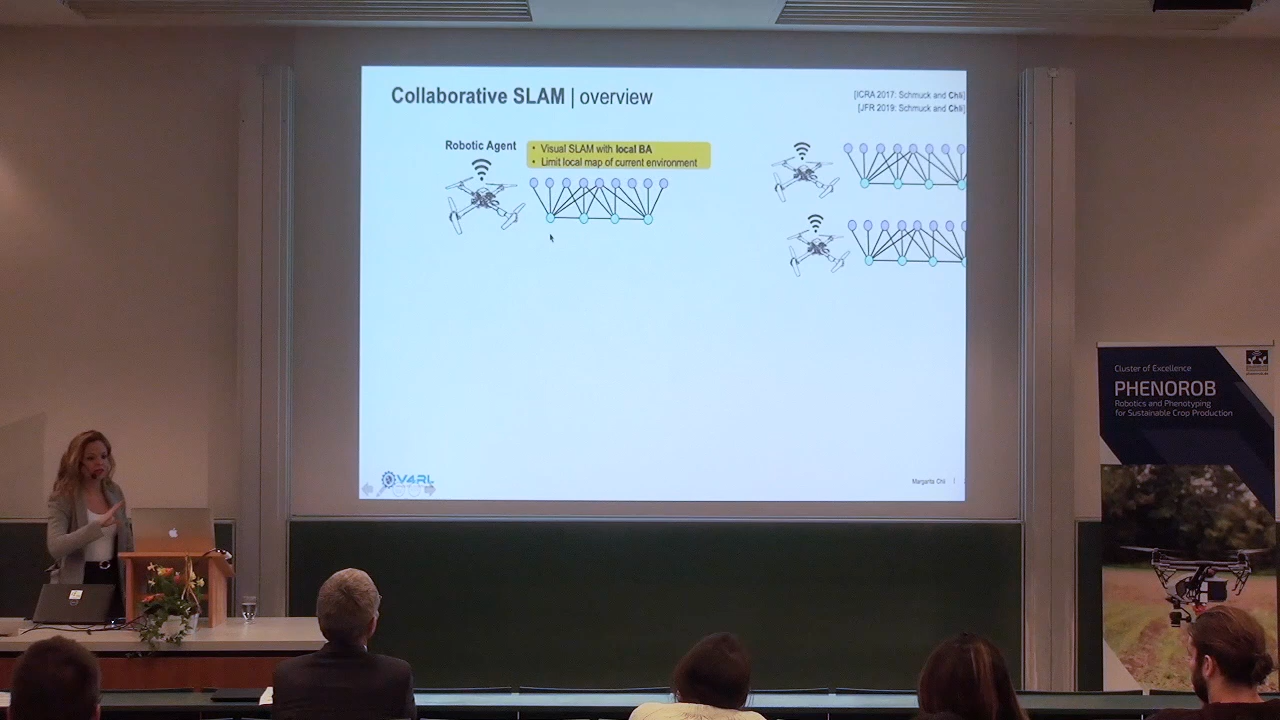 Collaborative SLAM | overview
[ICRA 2017: Schmuck and Chli]
[JFR 2019: Schmuck and Chli]
Robotic Agent
• Visual SLAM with local BA
• Limit local map of current environment
V4RL
Margarita Chli |
Cluster of Excellence
PHENOROB
Robotics and Phenotyping
for Sustainable Crop Production